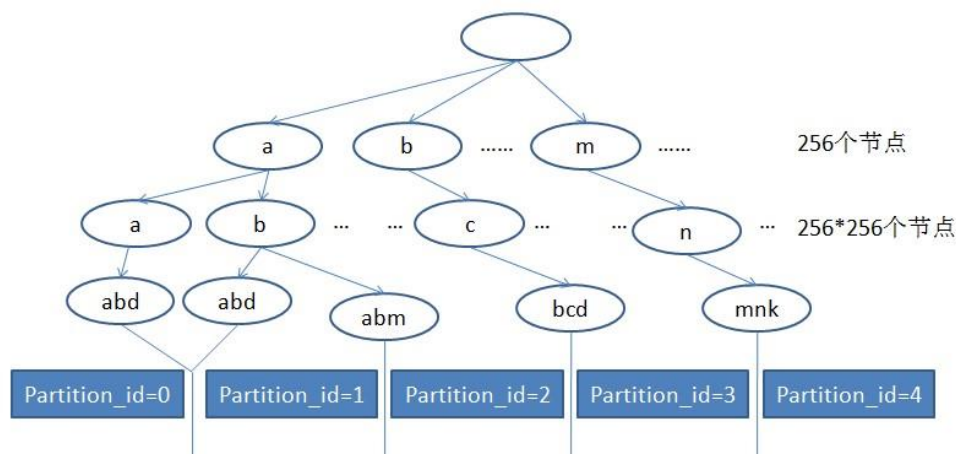 a
b
......
m
......
256个节点
a
b
...
...
c
...
...
n
...
256*256个节点
abd
abd
abm
bcd
mnk
Partition_id=0
Partition_id=1
Partition_id=2
Partition_id=3
Partition_id=4